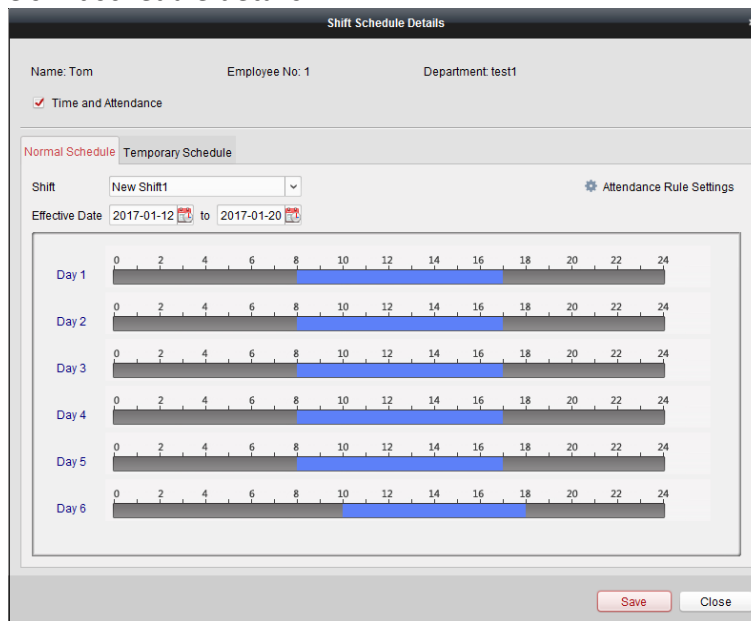 Shift Schedule Details
Name: Tom Employee No: 1 Department: test1
Time and Attendance
Normal Schedule Temporary Schedule
Shift New Shift1 Attendance Rule Settings
Effective Date 2017-01-12 to 2017-01-20
0 2 4 6 8 10 12 14 16 18 20 22 24
Day 1
0 2 4 6 8 10 12 14 16 18 20 22 24
Day 2
0 2 4 6 8 10 12 14 16 18 20 22 24
Day 3
0 2 4 6 8 10 12 14 16 18 20 22 24
Day 4
0 2 4 6 8 10 12 14 16 18 20 22 24
Day 5
0 2 4 6 8 10 12 14 16 18 20 22 24
Day 6
Save Close